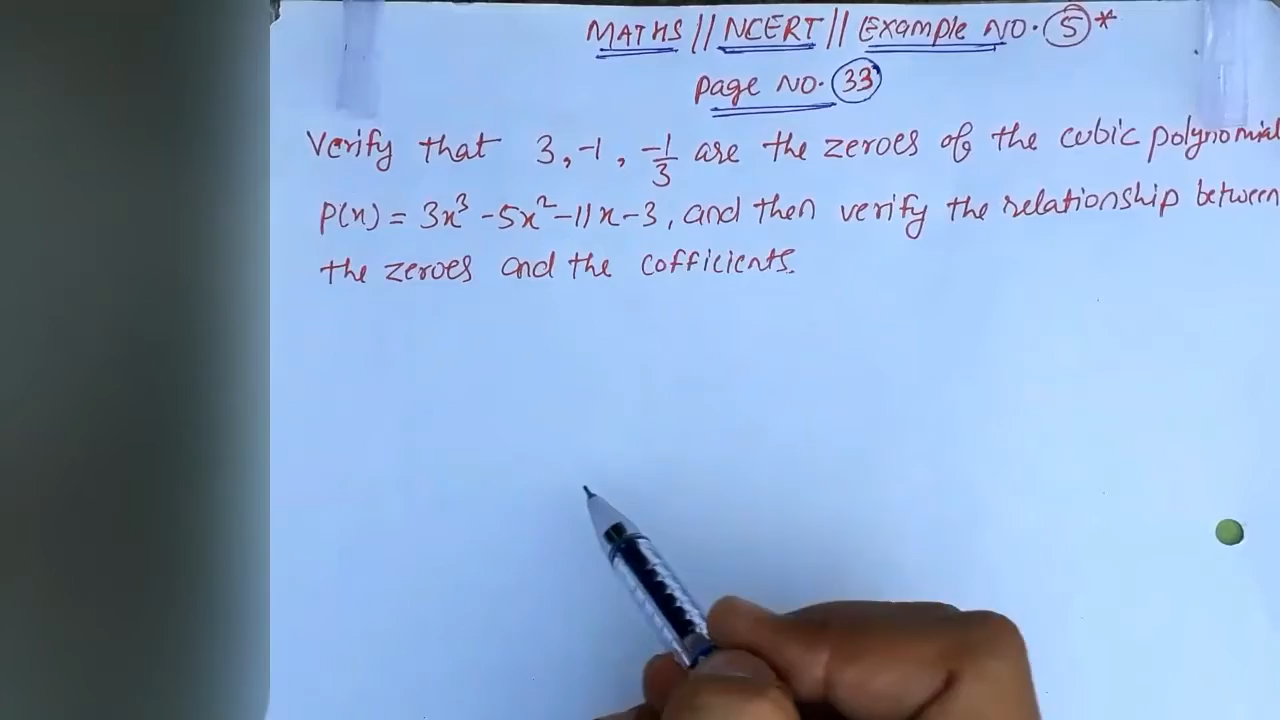 MATHS // NCERT // Example NO. 5 *
Page NO. 33
Verify that 3, -1, -1/3 are the zeroes of the cubic polynomial
P(x) = 3x³ -5x² -11x -3, and then verify the relationship between
the zeroes and the cofficients.